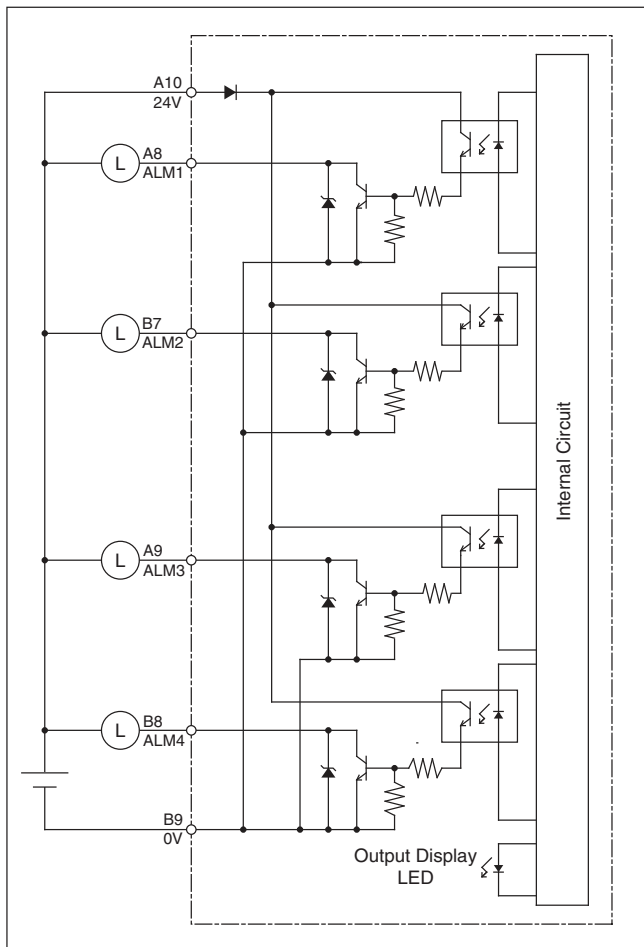 A10
24V
L
A8
ALM1
L
B7
ALM2
Internal Circuit
L
A9
ALM3
L
B8
ALM4
B9
0V
Output Display
LED